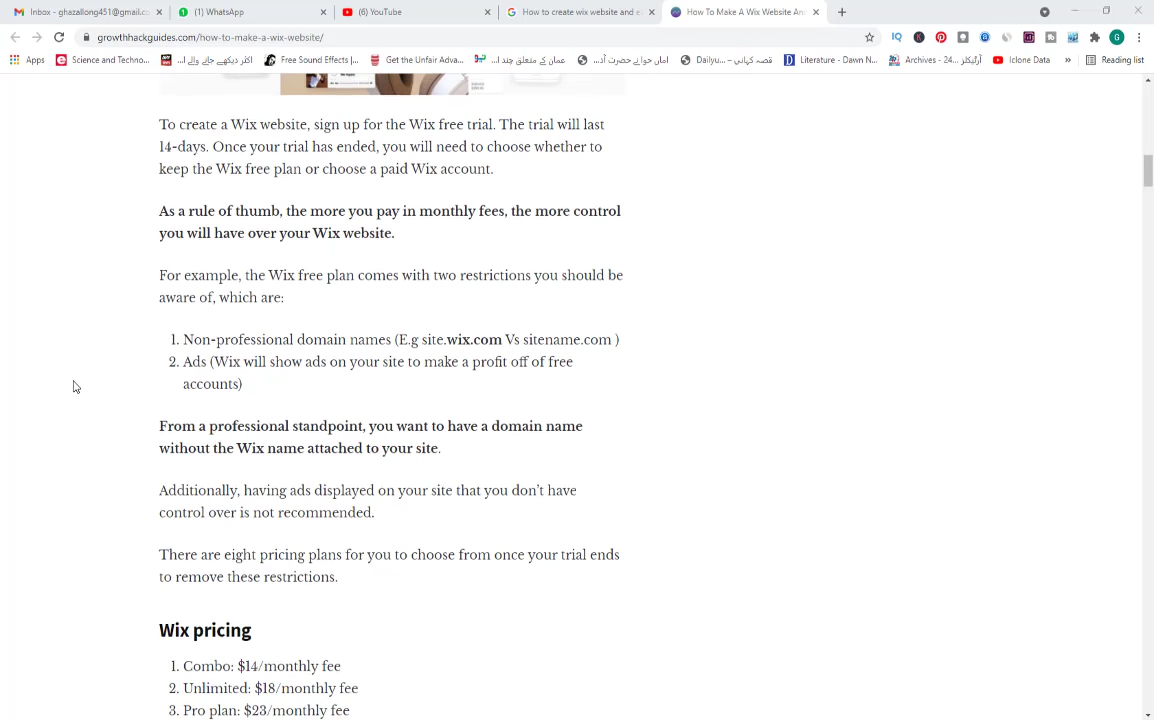 Inbox - ghazallong451@gmail.co
(1) WhatsApp
(6) YouTube
How to create wix website and e
How To Make A Wix Website An
growthhackguides.com/how-to-make-a-wix-website/
Apps
Science and Techno...
اکثر دیکھے جانے والے ا...
Free Sound Effects |...
Get the Unfair Adva...
عمان کے متعلق چند ا...
اماں حوا نے حضرت آد...
Dailyu... – قصہ کہانی
Literature - Dawn N...
Archives - 24... آرٹیکلز
Iclone Data
»
Reading list
To create a Wix website, sign up for the Wix free trial. The trial will last
14-days. Once your trial has ended, you will need to choose whether to
keep the Wix free plan or choose a paid Wix account.
As a rule of thumb, the more you pay in monthly fees, the more control
you will have over your Wix website.
For example, the Wix free plan comes with two restrictions you should be
aware of, which are:
1. Non-professional domain names (E.g site.wix.com Vs sitename.com )
2. Ads (Wix will show ads on your site to make a profit off of free
accounts)
From a professional standpoint, you want to have a domain name
without the Wix name attached to your site.
Additionally, having ads displayed on your site that you don't have
control over is not recommended.
There are eight pricing plans for you to choose from once your trial ends
to remove these restrictions.
Wix pricing
1. Combo: $14/monthly fee
2. Unlimited: $18/monthly fee
3. Pro plan: $23/monthly fee